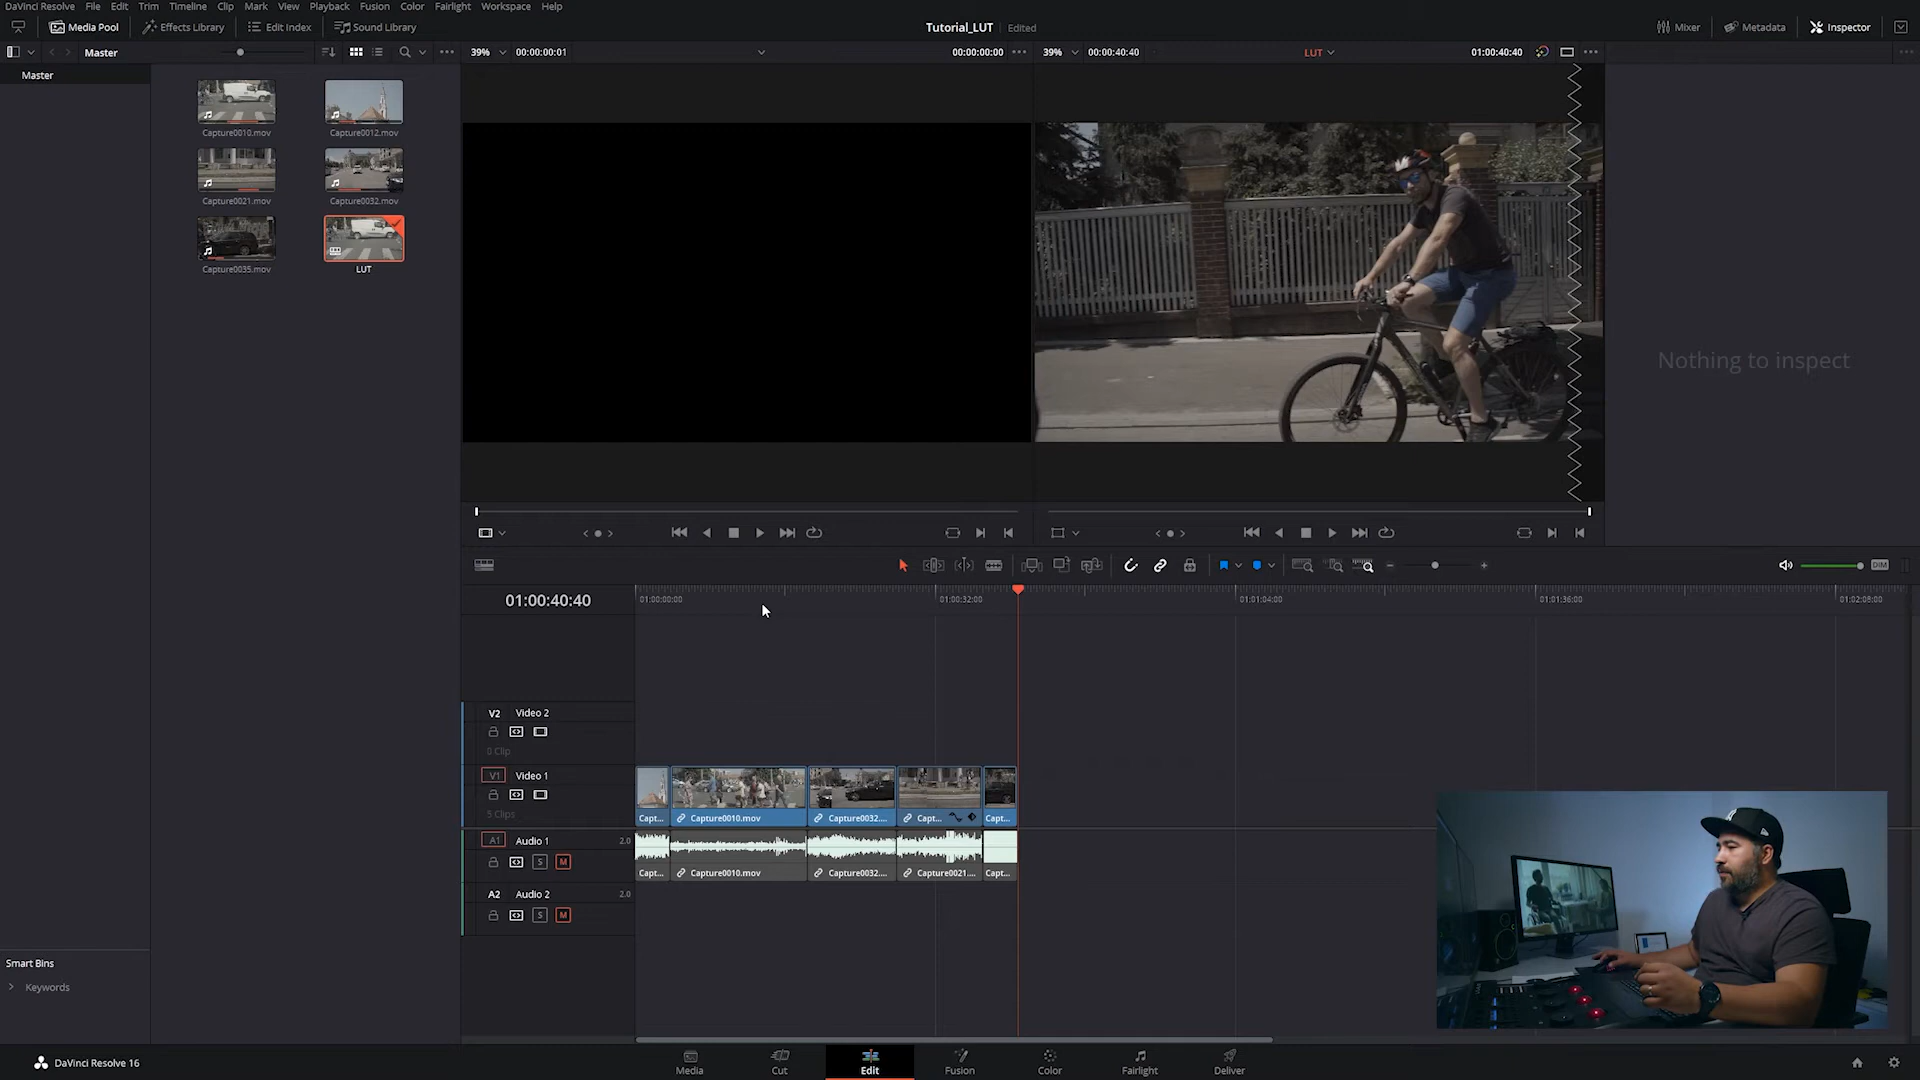 DaVinci Resolve File Edit Trim Timeline Clip Mark View Playback Fusion Color Fairlight Workspace Help
Media Pool Effects Library Edit Index Sound Library
Tutorial_LUT Edited
Mixer Metadata Inspector
Master
39% 00:00:00:01 00:00:00:00
39% 00:00:40:40 LUT 01:00:40:40
Master
Capture0010.mov Capture0012.mov
Capture0021.mov Capture0032.mov
Capture0035.mov LUT
Nothing to inspect
DIM
01:00:40:40
01:00:00:00 01:00:32:00 01:01:04:00 01:01:36:00 01:02:08:00
V2 Video 2
0 Clip
V1 Video 1
5 Clips
Capt... Capture0010.mov Capture0032.... Capt... Capt...
A1 Audio 1 2.0
S M
Capt... Capture0010.mov Capture0032.... Capture0021.... Capt...
A2 Audio 2 2.0
S M
Smart Bins
Keywords
DaVinci Resolve 16
Media Cut Edit Fusion Color Fairlight Deliver